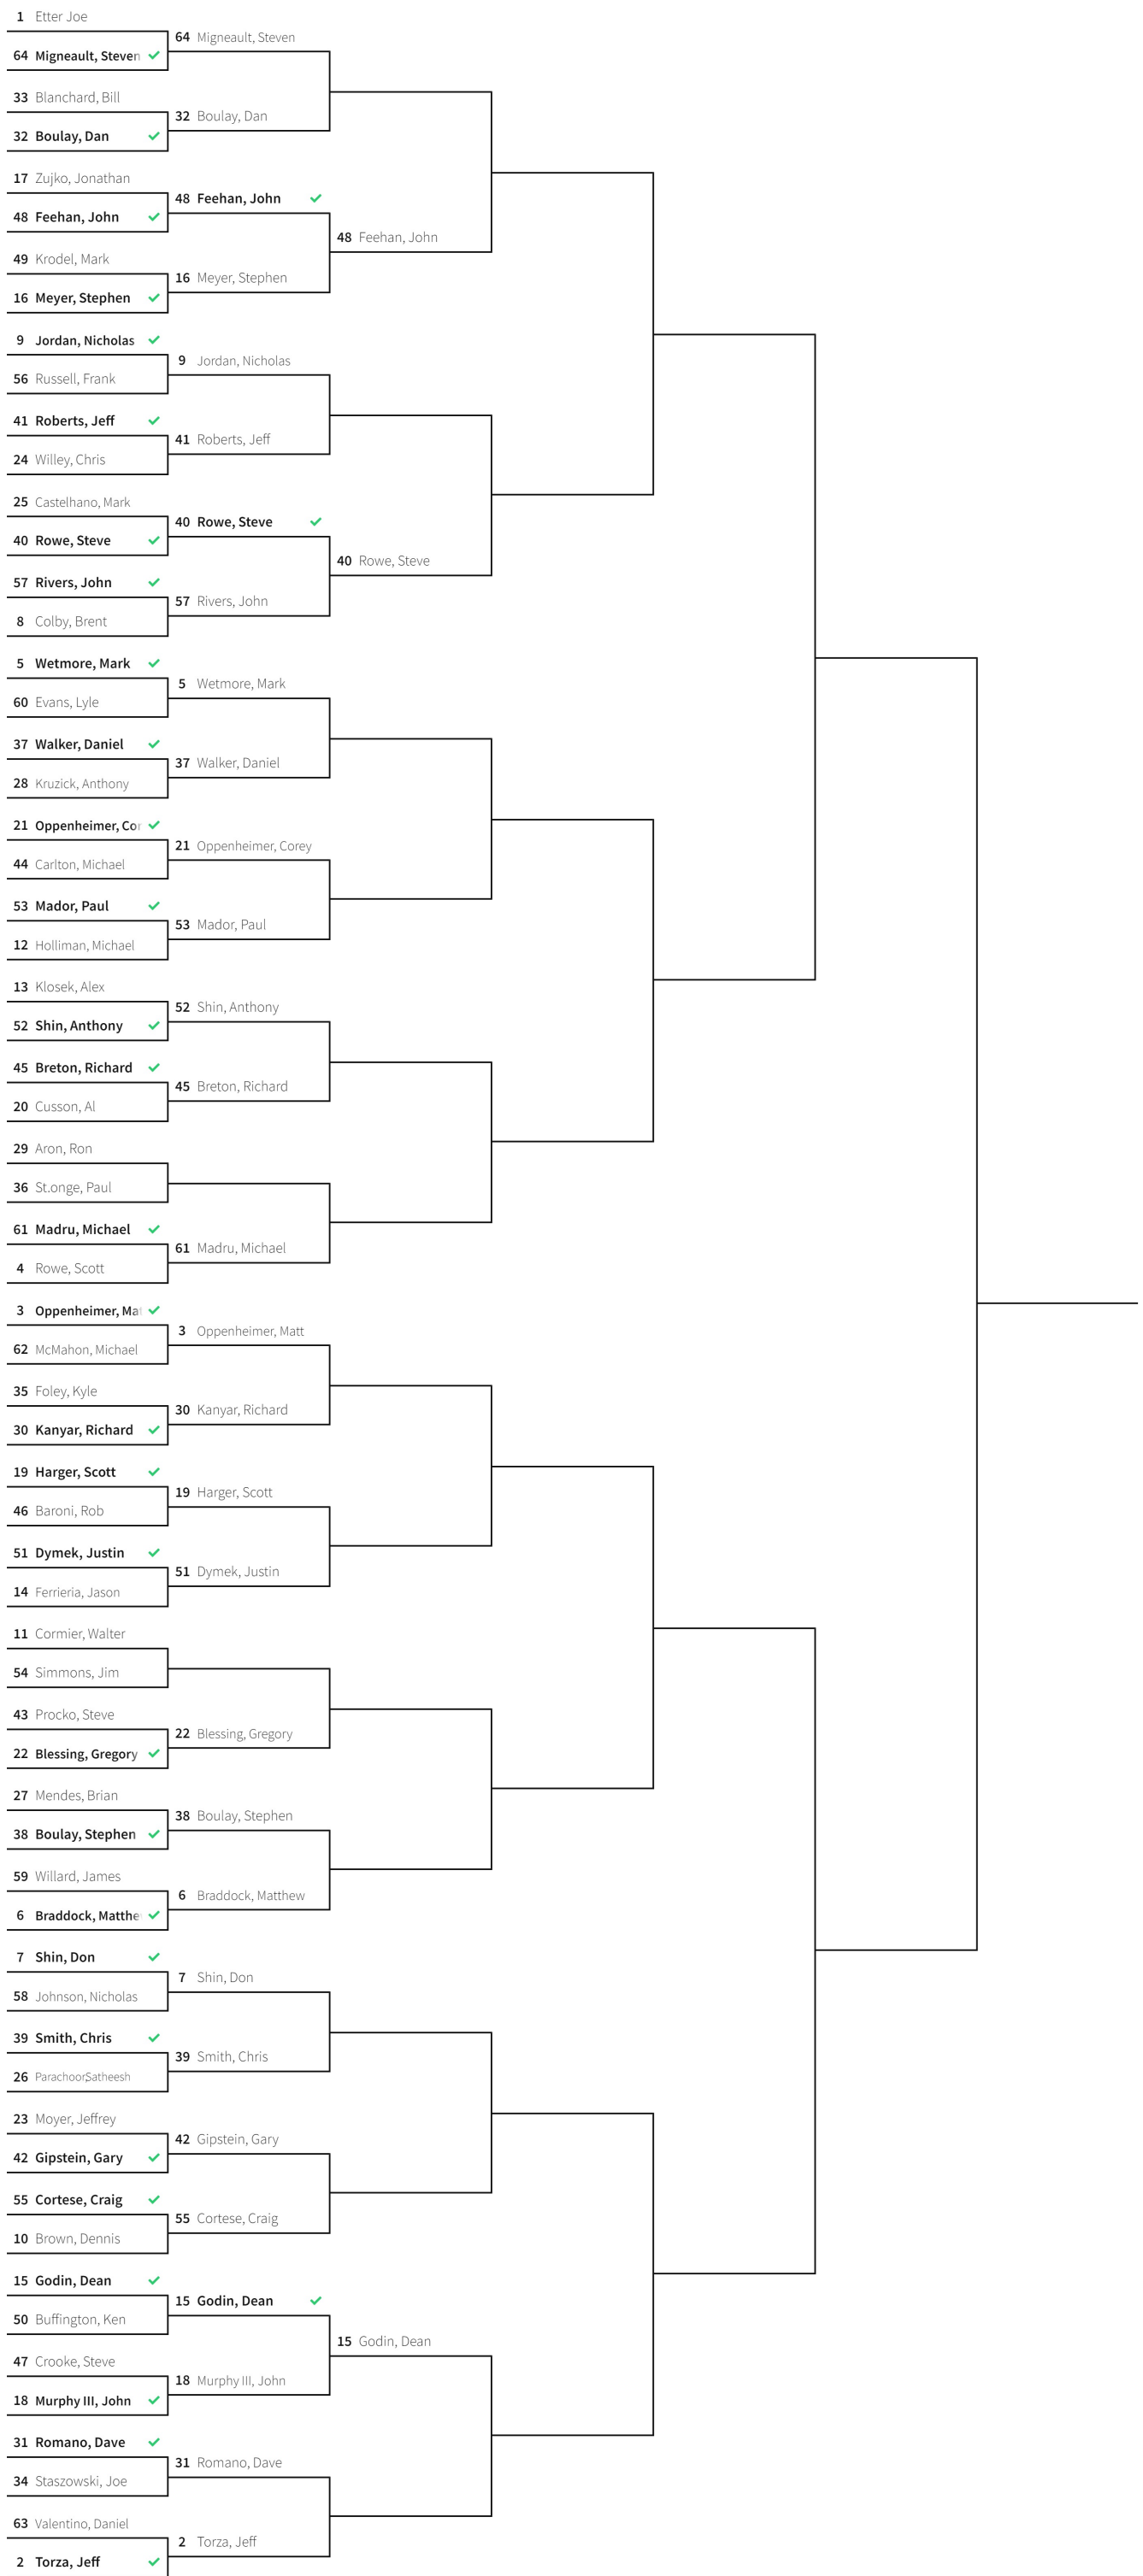 1 Etter Joe
64 Migneault, Steven
64 Migneault, Steven
33 Blanchard, Bill
32 Boulay, Dan
32 Boulay, Dan
17 Zujko, Jonathan
48 Feehan, John
48 Feehan, John
48 Feehan, John
49 Krodel, Mark
16 Meyer, Stephen
16 Meyer, Stephen
9 Jordan, Nicholas
9 Jordan, Nicholas
56 Russell, Frank
41 Roberts, Jeff
41 Roberts, Jeff
24 Willey, Chris
25 Castelhano, Mark
40 Rowe, Steve
40 Rowe, Steve
40 Rowe, Steve
57 Rivers, John
57 Rivers, John
8 Colby, Brent
5 Wetmore, Mark
5 Wetmore, Mark
60 Evans, Lyle
37 Walker, Daniel
37 Walker, Daniel
28 Kruzick, Anthony
21 Oppenheimer, Cor
21 Oppenheimer, Corey
44 Carlton, Michael
53 Mador, Paul
53 Mador, Paul
12 Holliman, Michael
13 Klosek, Alex
52 Shin, Anthony
52 Shin, Anthony
45 Breton, Richard
45 Breton, Richard
20 Cusson, Al
29 Aron, Ron
36 St.onge, Paul
61 Madru, Michael
61 Madru, Michael
4 Rowe, Scott
3 Oppenheimer, Mat
3 Oppenheimer, Matt
62 McMahon, Michael
35 Foley, Kyle
30 Kanyar, Richard
30 Kanyar, Richard
19 Harger, Scott
19 Harger, Scott
46 Baroni, Rob
51 Dymek, Justin
51 Dymek, Justin
14 Ferrieria, Jason
11 Cormier, Walter
54 Simmons, Jim
43 Procko, Steve
22 Blessing, Gregory
22 Blessing, Gregory
27 Mendes, Brian
38 Boulay, Stephen
38 Boulay, Stephen
59 Willard, James
6 Braddock, Matthew
6 Braddock, Matthe
7 Shin, Don
7 Shin, Don
58 Johnson, Nicholas
39 Smith, Chris
39 Smith, Chris
26 Parachoor,Satheesh
23 Moyer, Jeffrey
42 Gipstein, Gary
42 Gipstein, Gary
55 Cortese, Craig
55 Cortese, Craig
10 Brown, Dennis
15 Godin, Dean
15 Godin, Dean
50 Buffington, Ken
15 Godin, Dean
47 Crooke, Steve
18 Murphy III, John
18 Murphy III, John
31 Romano, Dave
31 Romano, Dave
34 Staszowski, Joe
63 Valentino, Daniel
2 Torza, Jeff
2 Torza, Jeff